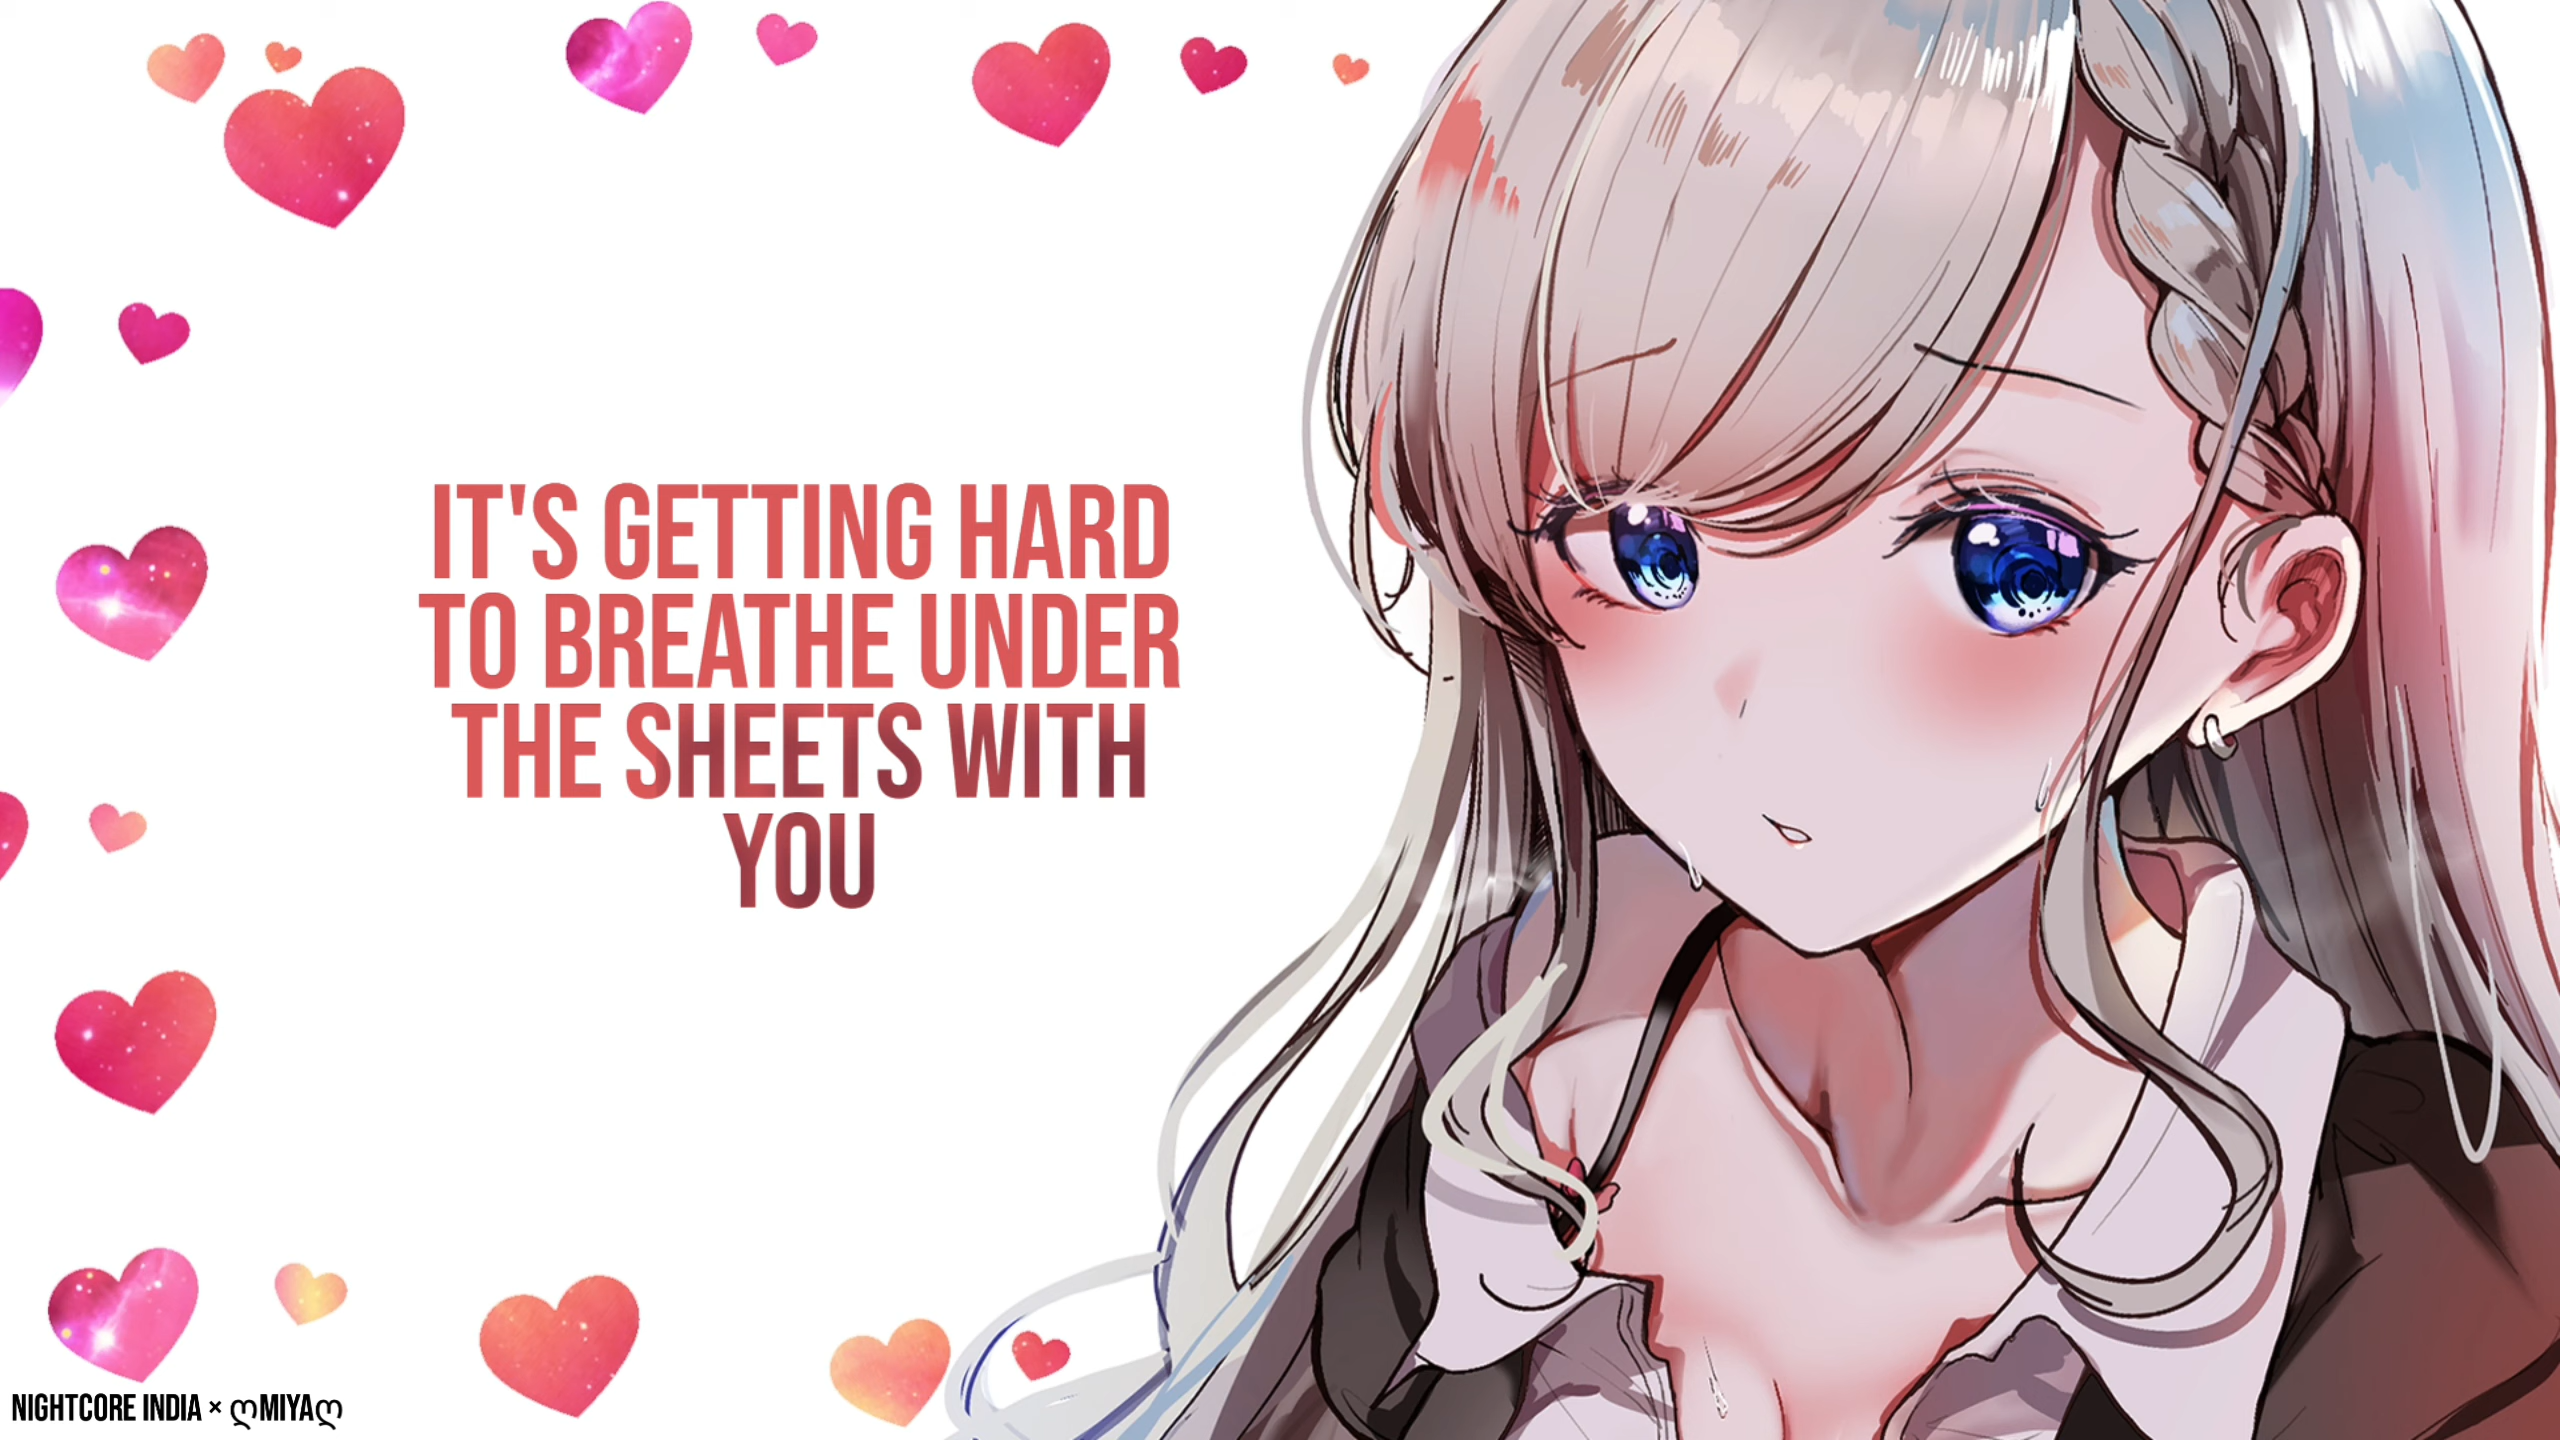 IT'S GETTING HARD
TO BREATHE UNDER
THE SHEETS WITH
YOU
NIGHTCORE INDIA × ღMIYAღ